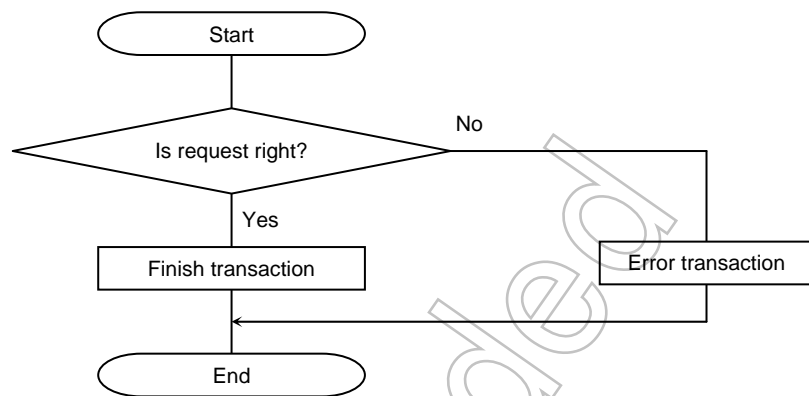 Start
Is request right?
No
Yes
Finish transaction
Error transaction
End